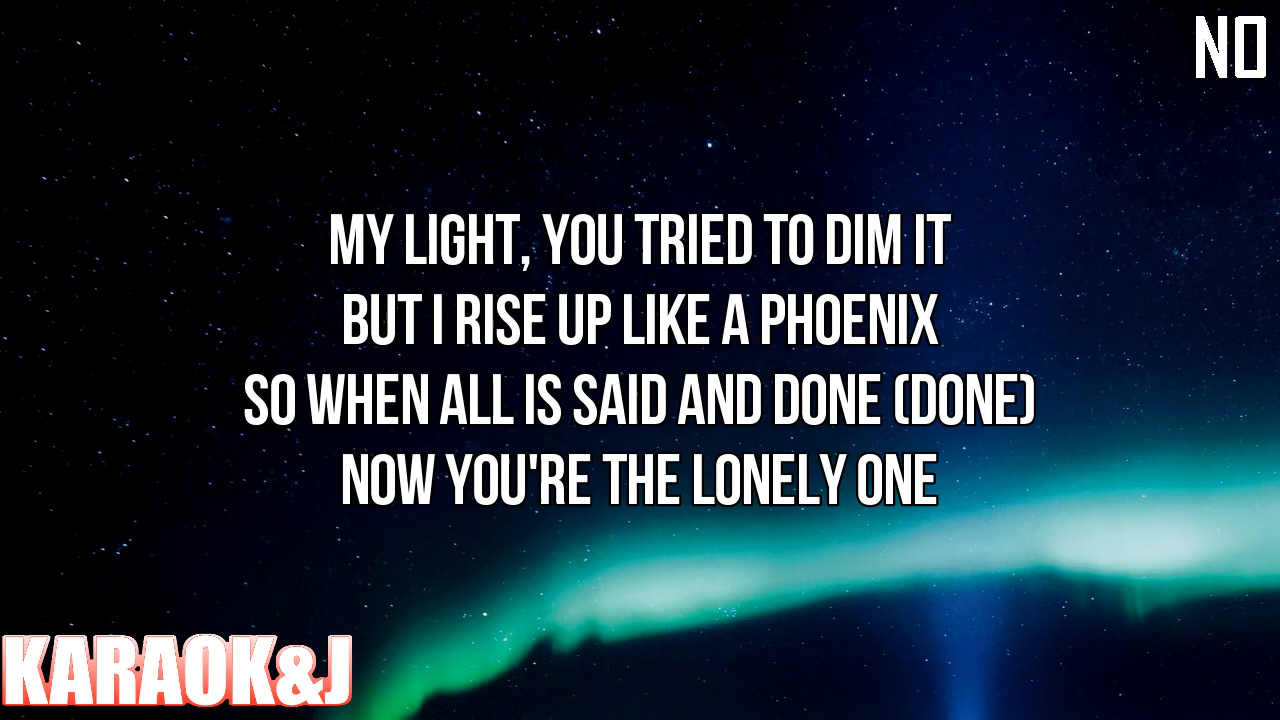 NO
MY LIGHT, YOU TRIED TO DIM IT
BUT I RISE UP LIKE A PHOENIX
SO WHEN ALL IS SAID AND DONE (DONE)
NOW YOU'RE THE LONELY ONE
KARAOK&J